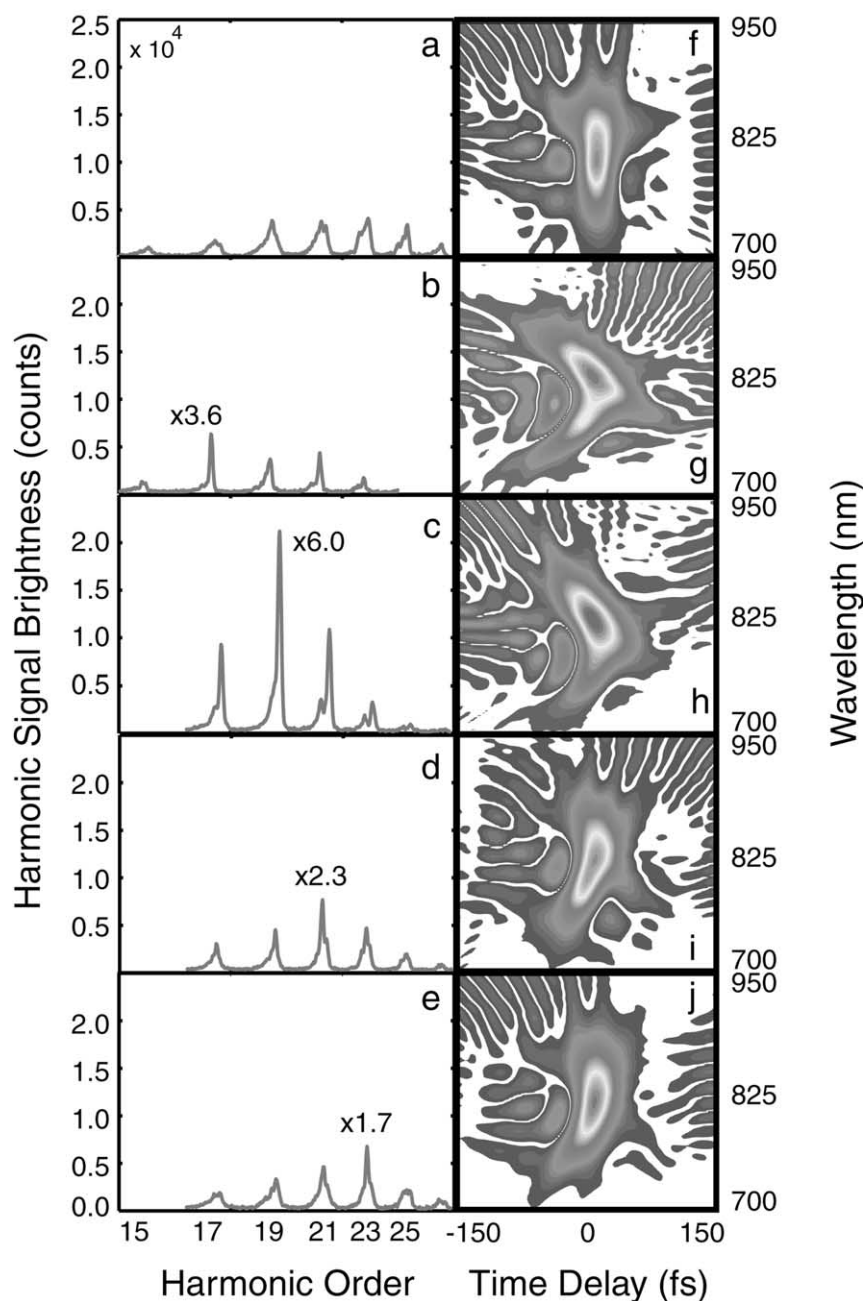 2.5
x 10^4
2.0
1.5
1.0
0.5
a
f
950
825
700
2.0
1.5
1.0
0.5
x3.6
b
g
950
825
700
2.0
1.5
1.0
0.5
x6.0
c
h
950
825
700
2.0
1.5
1.0
0.5
x2.3
d
i
950
825
700
2.0
1.5
1.0
0.5
0.0
x1.7
e
j
950
825
700
15 17 19 21 23 25
-150 0 150
Harmonic Order
Time Delay (fs)
Harmonic Signal Brightness (counts)
Wavelength (nm)